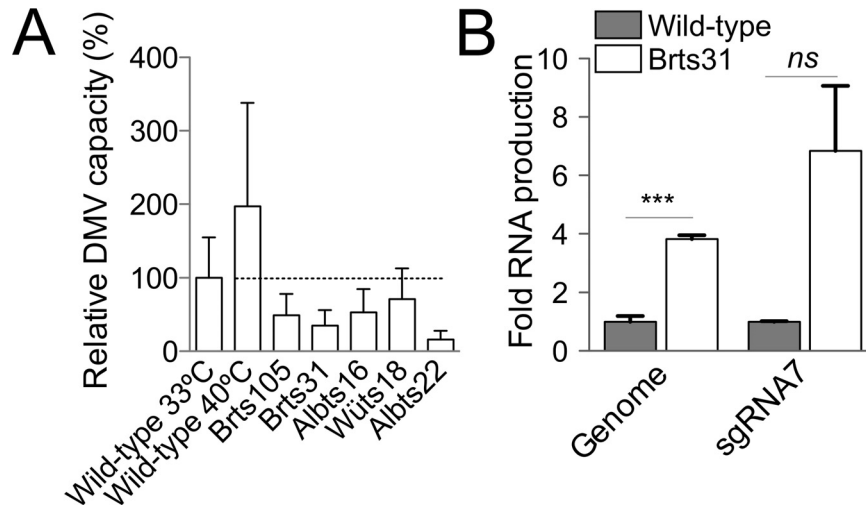 A
Relative DMV capacity (%)
400
300
200
100
0
Wild-type 33ºC
Wild-type 40ºC
Brts105
Brts31
Albts16
Wüts18
Albts22
B
Wild-type
Brts31
Fold RNA production
10
8
6
4
2
0
***
ns
Genome
sgRNA7